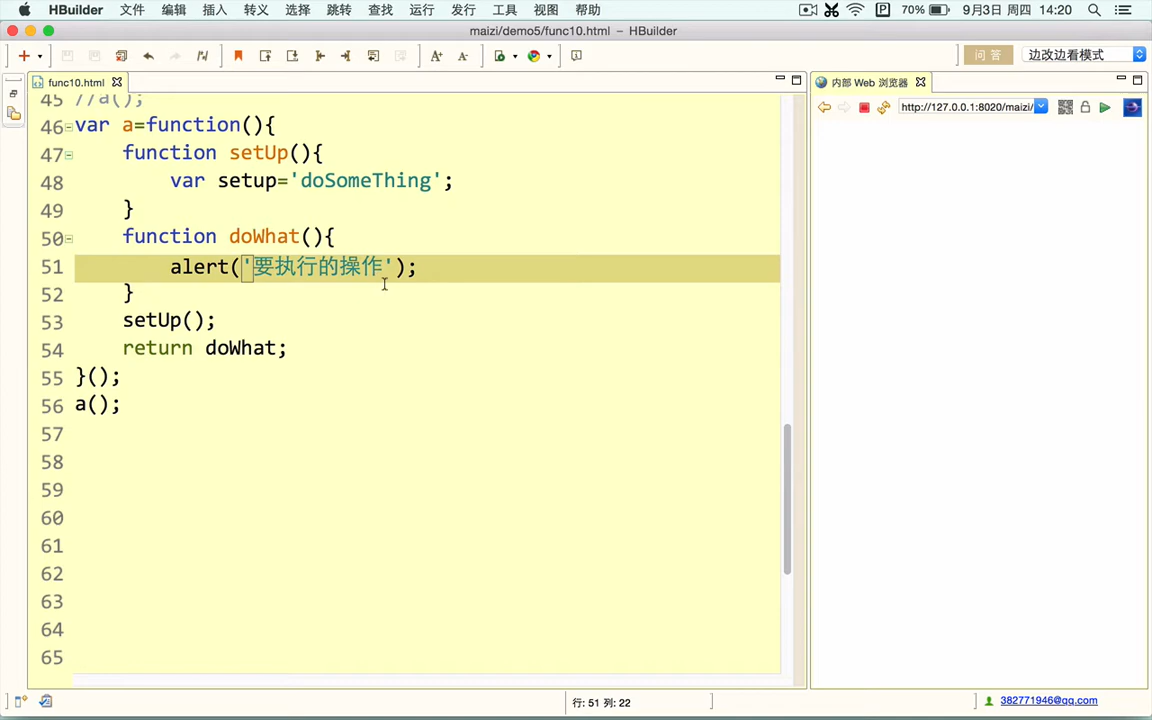 HBuilder 文件 编辑 插入 转义 选择 跳转 查找 运行 发行 工具 视图 帮助 70% 9月3日 周四 14:20
maizi/demo5/func10.html – HBuilder
问 答 边改边看模式
func10.html
内部 Web 浏览器
http://127.0.0.1:8020/maizi/
45 //a();
46 var a=function(){
47 function setUp(){
48 var setup='doSomeThing';
49 }
50 function doWhat(){
51 alert('要执行的操作');
52 }
53 setUp();
54 return doWhat;
55 }();
56 a();
57
58
59
60
61
62
63
64
65
行: 51 列: 22
382771946@qq.com